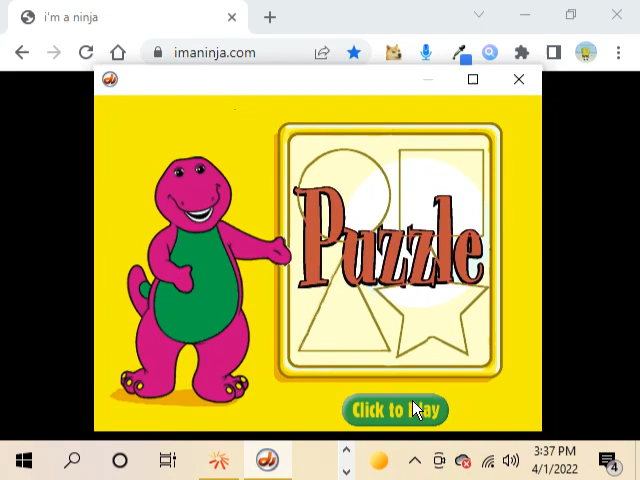 i'm a ninja
imaninja.com
Puzzle
Click to Play
3:37 PM
4/1/2022
4